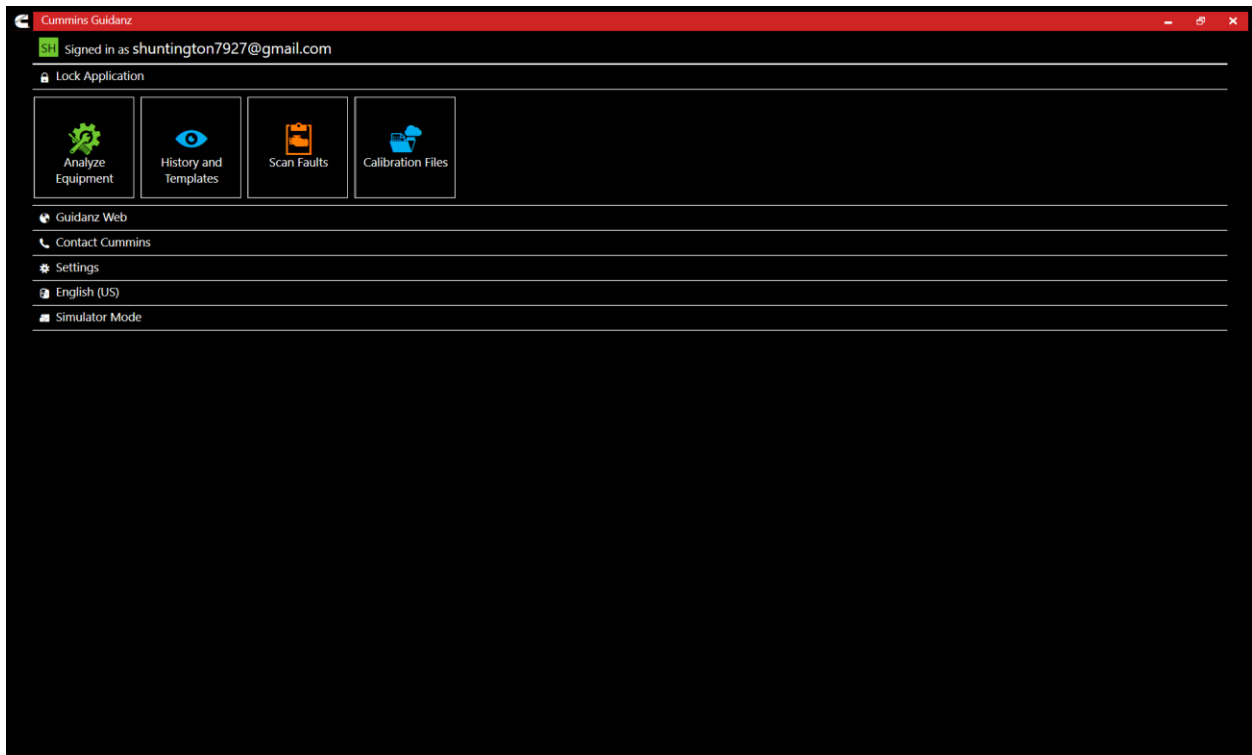 Cummins Guidanz
SH Signed in as shuntington7927@gmail.com
Lock Application
Analyze
Equipment
History and
Templates
Scan Faults
Calibration Files
Guidanz Web
Contact Cummins
Settings
English (US)
Simulator Mode